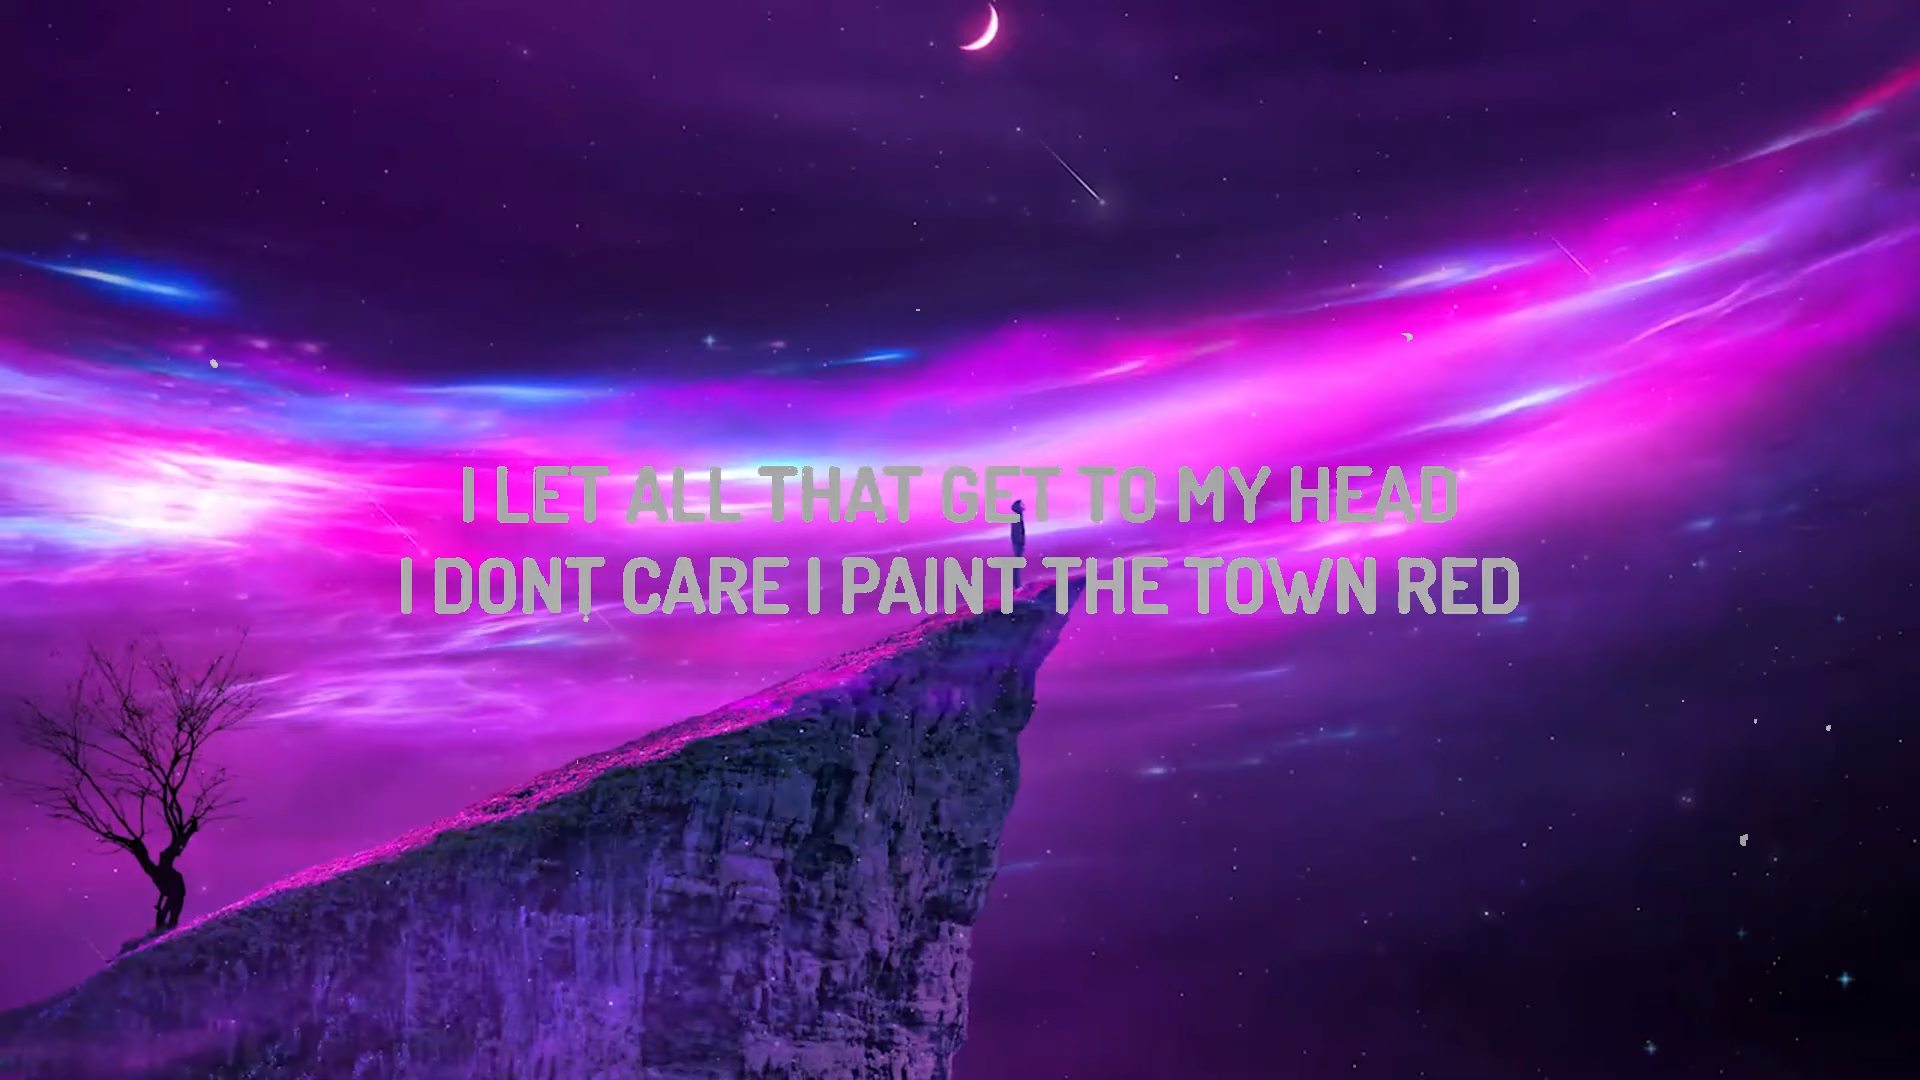 I LET ALL THAT GET TO MY HEAD
I DONT CARE I PAINT THE TOWN RED